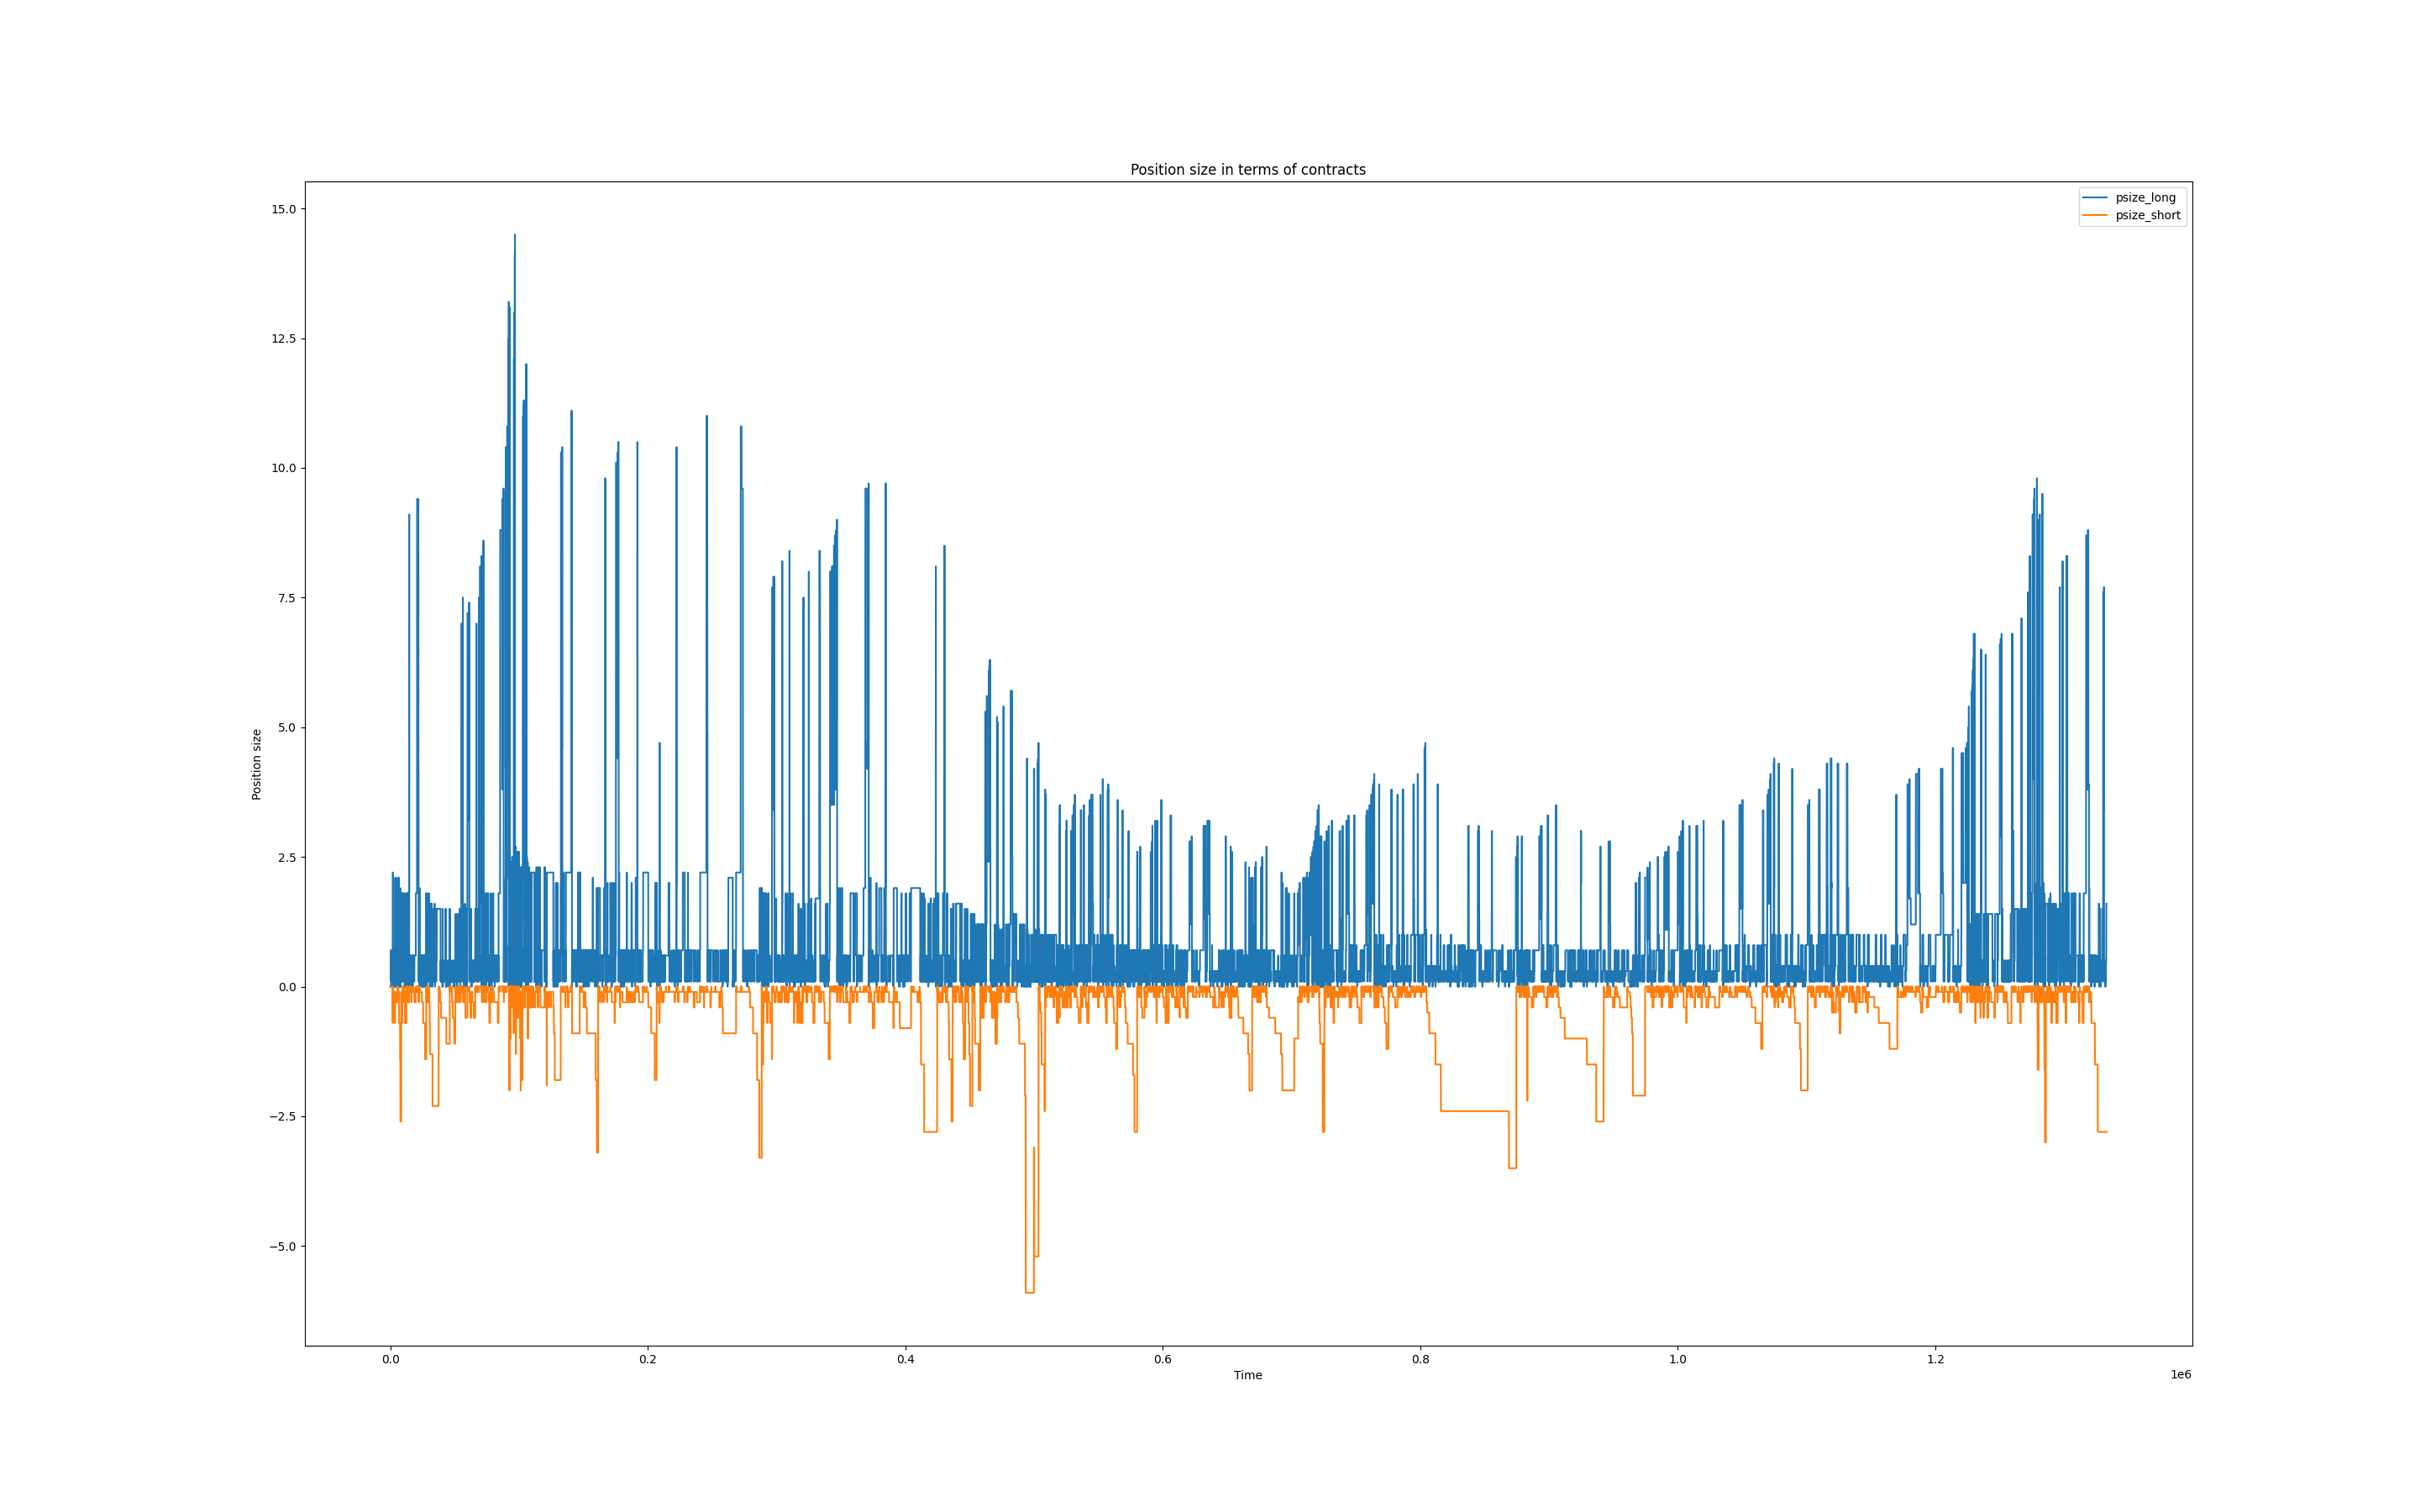 Position size in terms of contracts
psize_long
psize_short
15.0
12.5
10.0
7.5
5.0
2.5
0.0
−2.5
−5.0
Position size
0.0 0.2 0.4 0.6 0.8 1.0 1.2
1e6
Time